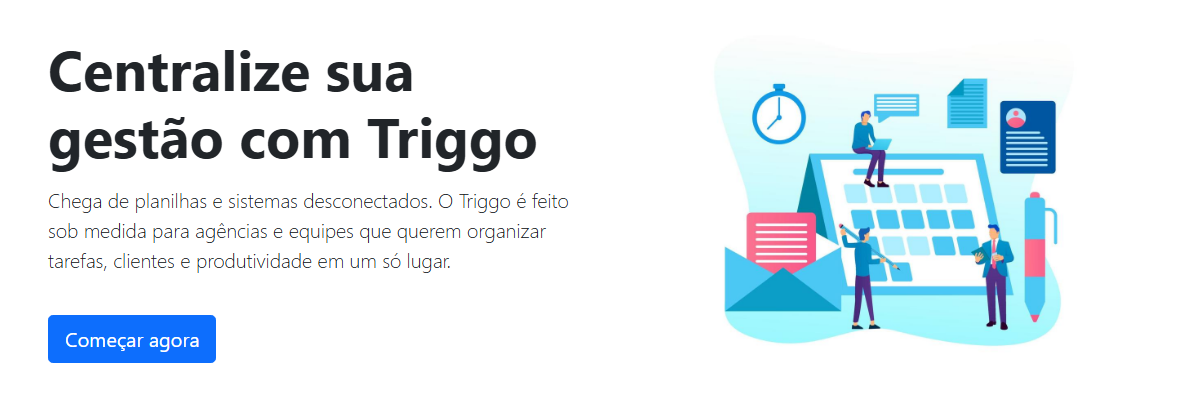 Centralize sua
gestão com Triggo
Chega de planilhas e sistemas desconectados. O Triggo é feito
sob medida para agências e equipes que querem organizar
tarefas, clientes e produtividade em um só lugar.
Começar agora